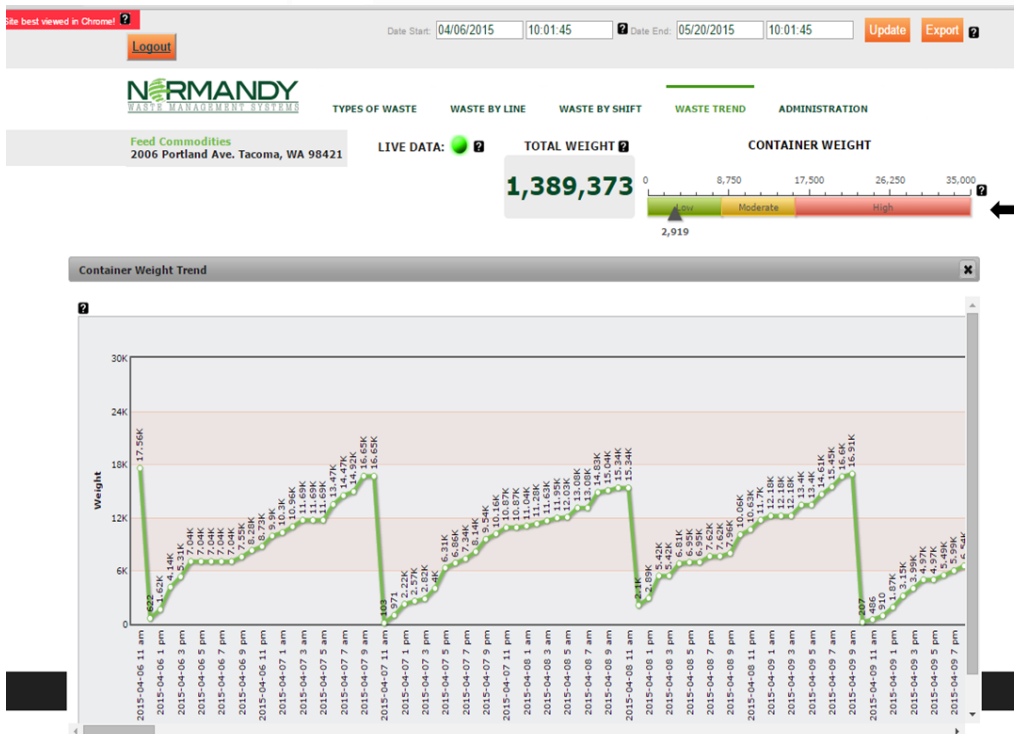 Site best viewed in Chrome! ?
Logout
Date Start: 04/06/2015 10:01:45 ? Date End: 05/20/2015 10:01:45 Update Export ?
NORMANDY
WASTE MANAGEMENT SYSTEMS
TYPES OF WASTE WASTE BY LINE WASTE BY SHIFT WASTE TREND ADMINISTRATION
Feed Commodities
2006 Portland Ave. Tacoma, WA 98421
LIVE DATA: ? TOTAL WEIGHT ? CONTAINER WEIGHT
1,389,373
0 8,750 17,500 26,250 35,000 ?
Low Moderate High
2,919
Container Weight Trend
?
30K
24K
18K
12K
6K
0
Weight
17.56K
622
1.62K
4.14K
5.31K
7.04K
7.04K
7.04K
7.04K
7.04K
7.55K
8.28K
8.73K
9.9K
10.3K
10.96K
11.69K
11.69K
11.69K
13.47K
14.47K
14.92K
16.65K
16.65K
103
971
2.22K
2.57K
2.82K
4K
6.31K
6.86K
7.34K
8.14K
9.54K
10.16K
10.87K
10.87K
11.04K
11.28K
11.63K
11.95K
12.03K
13.08K
13.08K
14.83K
15.04K
15.34K
15.34K
2.1K
2.89K
5.42K
5.42K
6.81K
6.95K
6.95K
7.62K
7.62K
7.96K
10.06K
10.63K
11.7K
12.18K
12.18K
12.18K
13.4K
13.4K
14.61K
15.45K
16.6K
16.91K
207
486
910
1.87K
3.15K
3.99K
4.97K
4.97K
5.49K
5.99K
2015-04-06 11 am
2015-04-06 1 pm
2015-04-06 3 pm
2015-04-06 5 pm
2015-04-06 7 pm
2015-04-06 9 pm
2015-04-06 11 pm
2015-04-07 1 am
2015-04-07 3 am
2015-04-07 5 am
2015-04-07 7 am
2015-04-07 9 am
2015-04-07 11 am
2015-04-07 1 pm
2015-04-07 3 pm
2015-04-07 5 pm
2015-04-07 7 pm
2015-04-07 9 pm
2015-04-07 11 pm
2015-04-08 1 am
2015-04-08 3 am
2015-04-08 5 am
2015-04-08 7 am
2015-04-08 9 am
2015-04-08 11 am
2015-04-08 1 pm
2015-04-08 3 pm
2015-04-08 5 pm
2015-04-08 7 pm
2015-04-08 9 pm
2015-04-08 11 pm
2015-04-09 1 am
2015-04-09 3 am
2015-04-09 5 am
2015-04-09 7 am
2015-04-09 9 am
2015-04-09 11 am
2015-04-09 1 pm
2015-04-09 3 pm
2015-04-09 5 pm
2015-04-09 7 pm